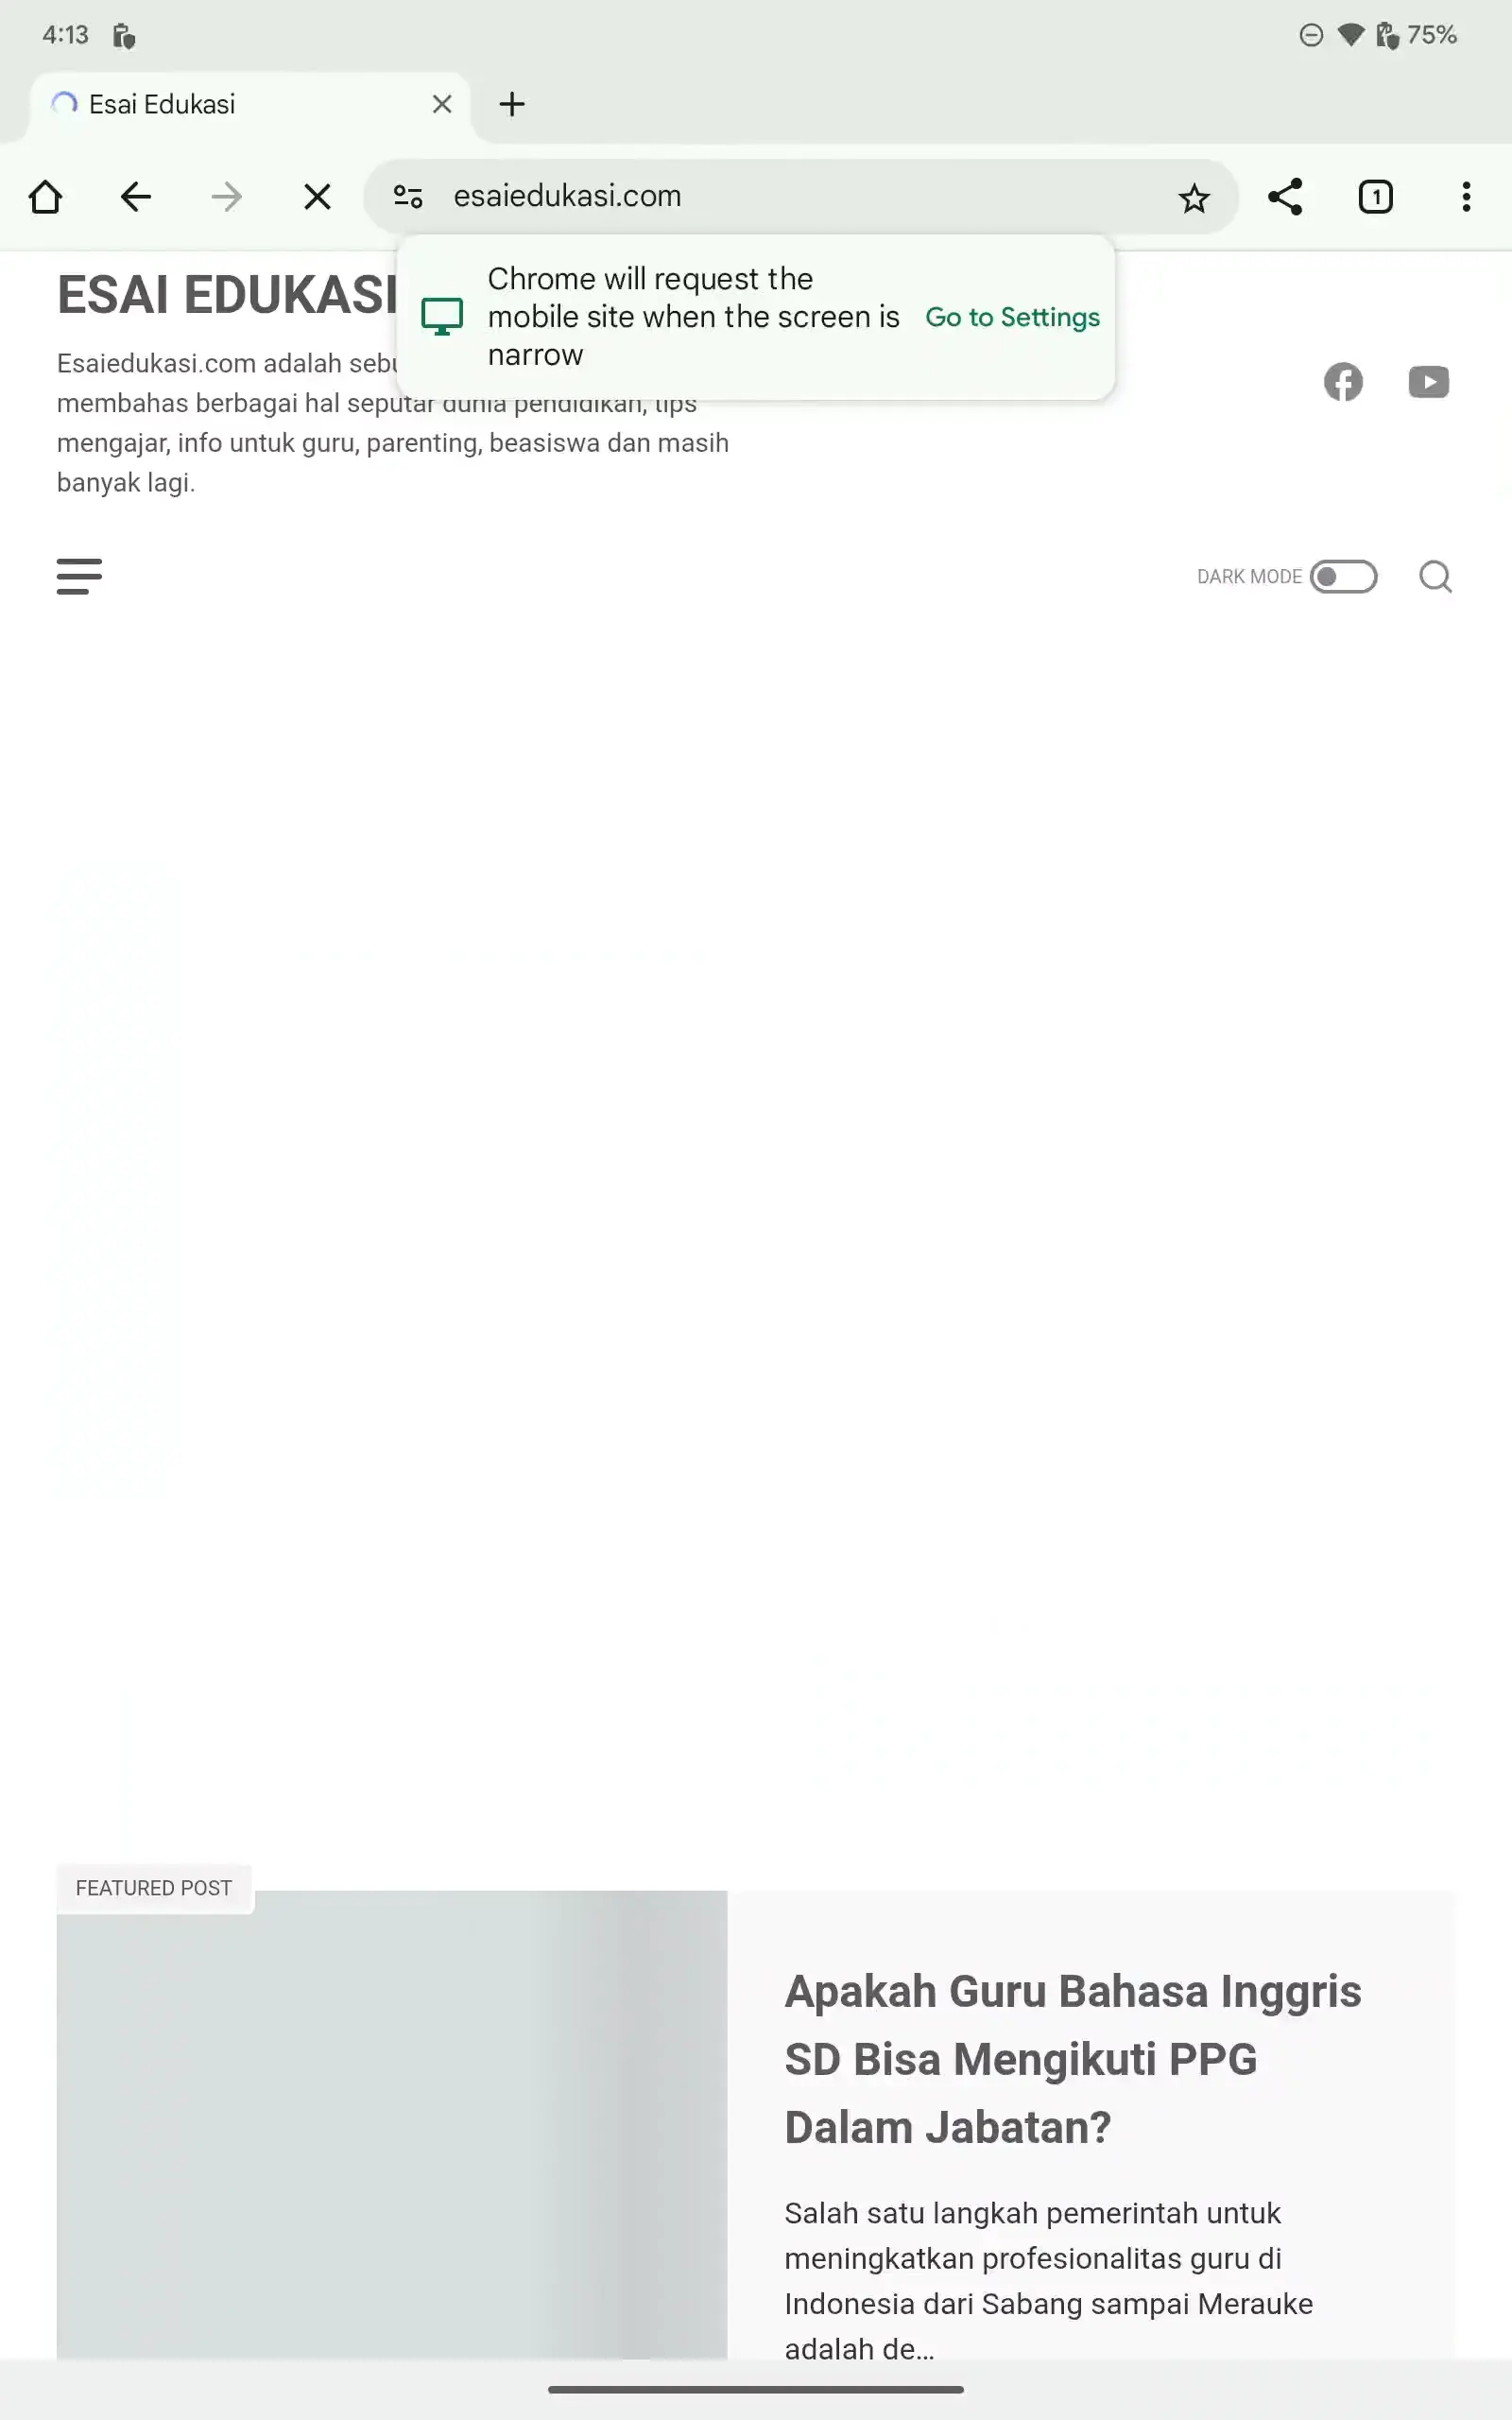 4:13
75%
Esai Edukasi
esaiedukasi.com
1
Chrome will request the
mobile site when the screen is
narrow
Go to Settings
ESAI EDUKASI
Esaiedukasi.com adalah
membahas berbagai hal seputar dunia pendidikan, tips
mengajar, info untuk guru, parenting, beasiswa dan masih
banyak lagi.
DARK MODE
FEATURED POST
Apakah Guru Bahasa Inggris
SD Bisa Mengikuti PPG
Dalam Jabatan?
Salah satu langkah pemerintah untuk
meningkatkan profesionalitas guru di
Indonesia dari Sabang sampai Merauke
adalah de...